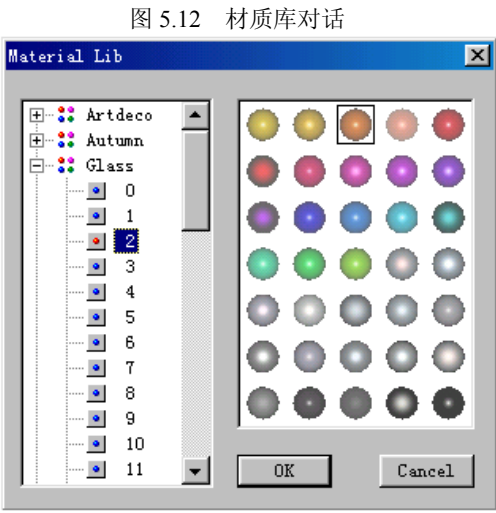 图 5.12 材质库对话
Material Lib
Artdeco
Autumn
Glass
0
1
2
3
4
5
6
7
8
9
10
11
OK Cancel